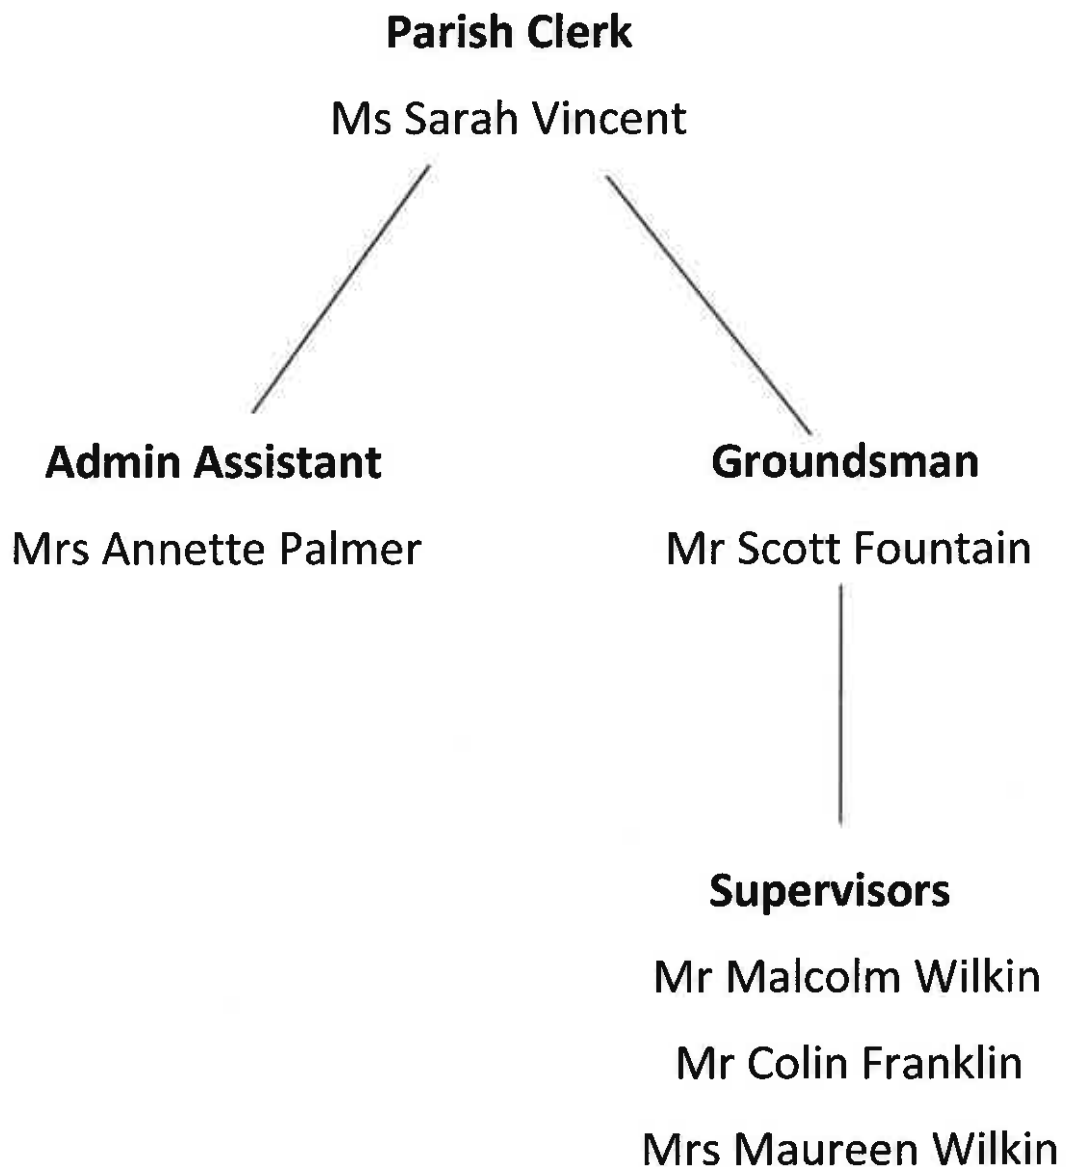 Parish Clerk
Ms Sarah Vincent
Admin Assistant
Mrs Annette Palmer
Groundsman
Mr Scott Fountain
Supervisors
Mr Malcolm Wilkin
Mr Colin Franklin
Mrs Maureen Wilkin